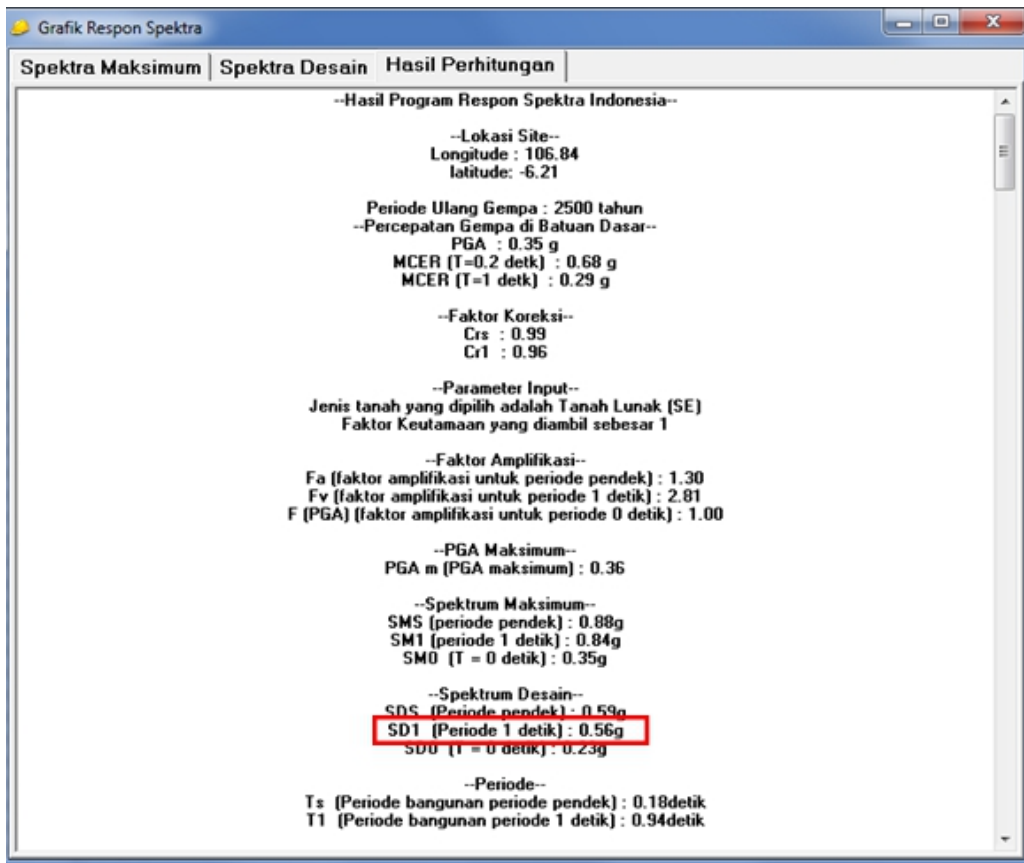 Grafik Respon Spektra
Spektra Maksimum Spektra Desain Hasil Perhitungan
--Hasil Program Respon Spektra Indonesia--
--Lokasi Site--
Longitude : 106.84
latitude: -6.21
Periode Ulang Gempa : 2500 tahun
--Percepatan Gempa di Batuan Dasar--
PGA : 0.35 g
MCER (T=0.2 detk) : 0.68 g
MCER (T=1 detk) : 0.29 g
--Faktor Koreksi--
Crs : 0.99
Cr1 : 0.96
--Parameter Input--
Jenis tanah yang dipilih adalah Tanah Lunak (SE)
Faktor Keutamaan yang diambil sebesar 1
--Faktor Amplifikasi--
Fa (faktor amplifikasi untuk periode pendek) : 1.30
Fv (faktor amplifikasi untuk periode 1 detik) : 2.81
F (PGA) (faktor amplifikasi untuk periode 0 detik) : 1.00
--PGA Maksimum--
PGA m (PGA maksimum) : 0.36
--Spektrum Maksimum--
SMS (periode pendek) : 0.88g
SM1 (periode 1 detik) : 0.84g
SM0 (T = 0 detik) : 0.35g
--Spektrum Desain--
SDS (Periode pendek) : 0.59g
SD1 (Periode 1 detik) : 0.56g
SD0 (T = 0 detik) : 0.23g
--Periode--
Ts (Periode bangunan periode pendek) : 0.18detik
T1 (Periode bangunan periode 1 detik) : 0.94detik